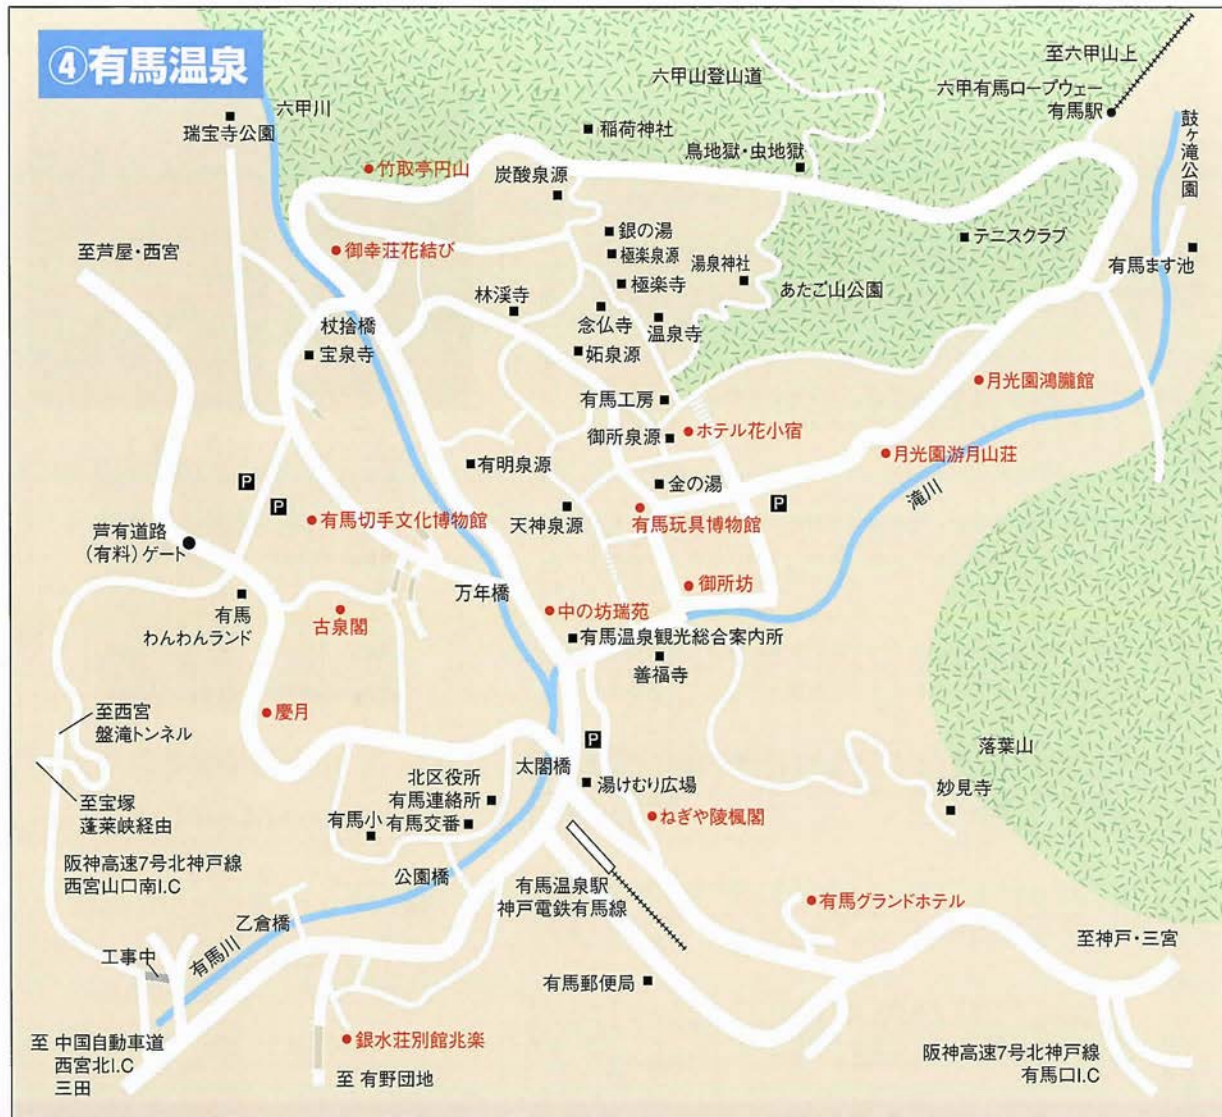 ④有馬温泉
至六甲山上
六甲山登山道
六甲有馬ロープウェー
有馬駅
六甲川
瑞宝寺公園
稲荷神社
鼓ヶ滝公園
鳥地獄・虫地獄
竹取亭円山
炭酸泉源
銀の湯
テニスクラブ
至芦屋・西宮
御幸荘花結び
極楽泉源
湯泉神社
有馬ます池
極楽寺
あたご山公園
林渓寺
杖捨橋
念仏寺
温泉寺
宝泉寺
妬泉源
月光園鴻朧館
有馬工房
御所泉源
ホテル花小宿
月光園游月山荘
有明泉源
P
金の湯
滝川
P
P
有馬切手文化博物館
天神泉源
有馬玩具博物館
芦有道路
(有料)ゲート
万年橋
御所坊
有馬
わんわんランド
古泉閣
中の坊瑞苑
有馬温泉観光総合案内所
善福寺
至西宮
盤滝トンネル
慶月
P
落葉山
太閤橋
北区役所
有馬連絡所
湯けむり広場
妙見寺
至宝塚
蓬莱峡経由
有馬小
有馬交番
ねぎや陵楓閣
阪神高速7号北神戸線
西宮山口南I.C
公園橋
有馬温泉駅
神戸電鉄有馬線
有馬グランドホテル
乙倉橋
至神戸・三宮
工事中
有馬川
有馬郵便局
至 中国自動車道
西宮北I.C
三田
銀水荘別館兆楽
至 有野団地
阪神高速7号北神戸線
有馬口I.C